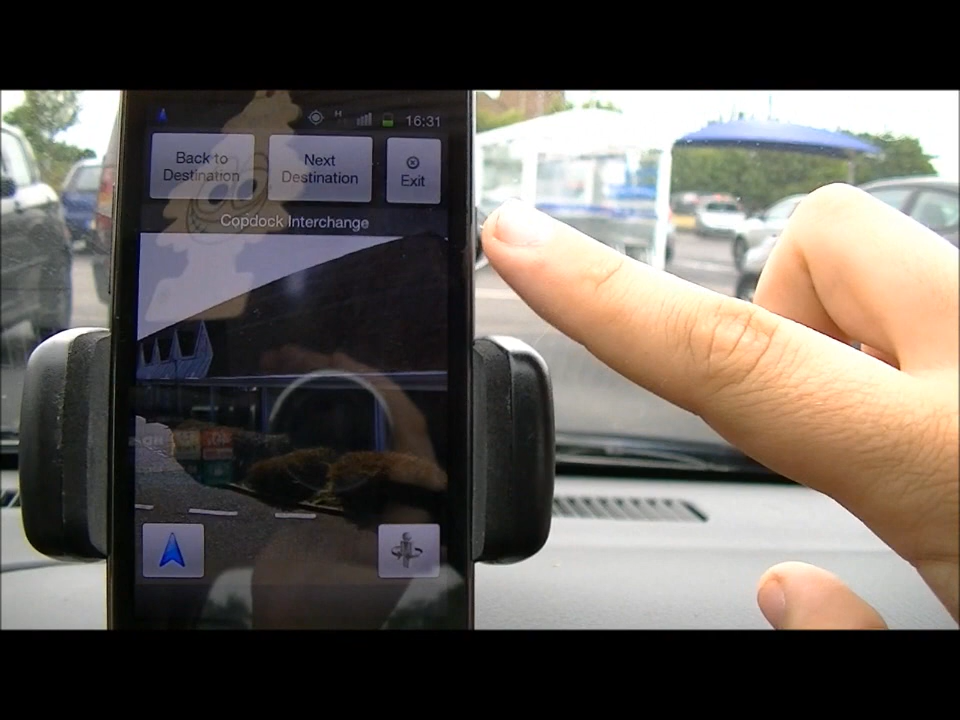 H
16:31
Back to
Destination
Next
Destination
Exit
Copdock Interchange